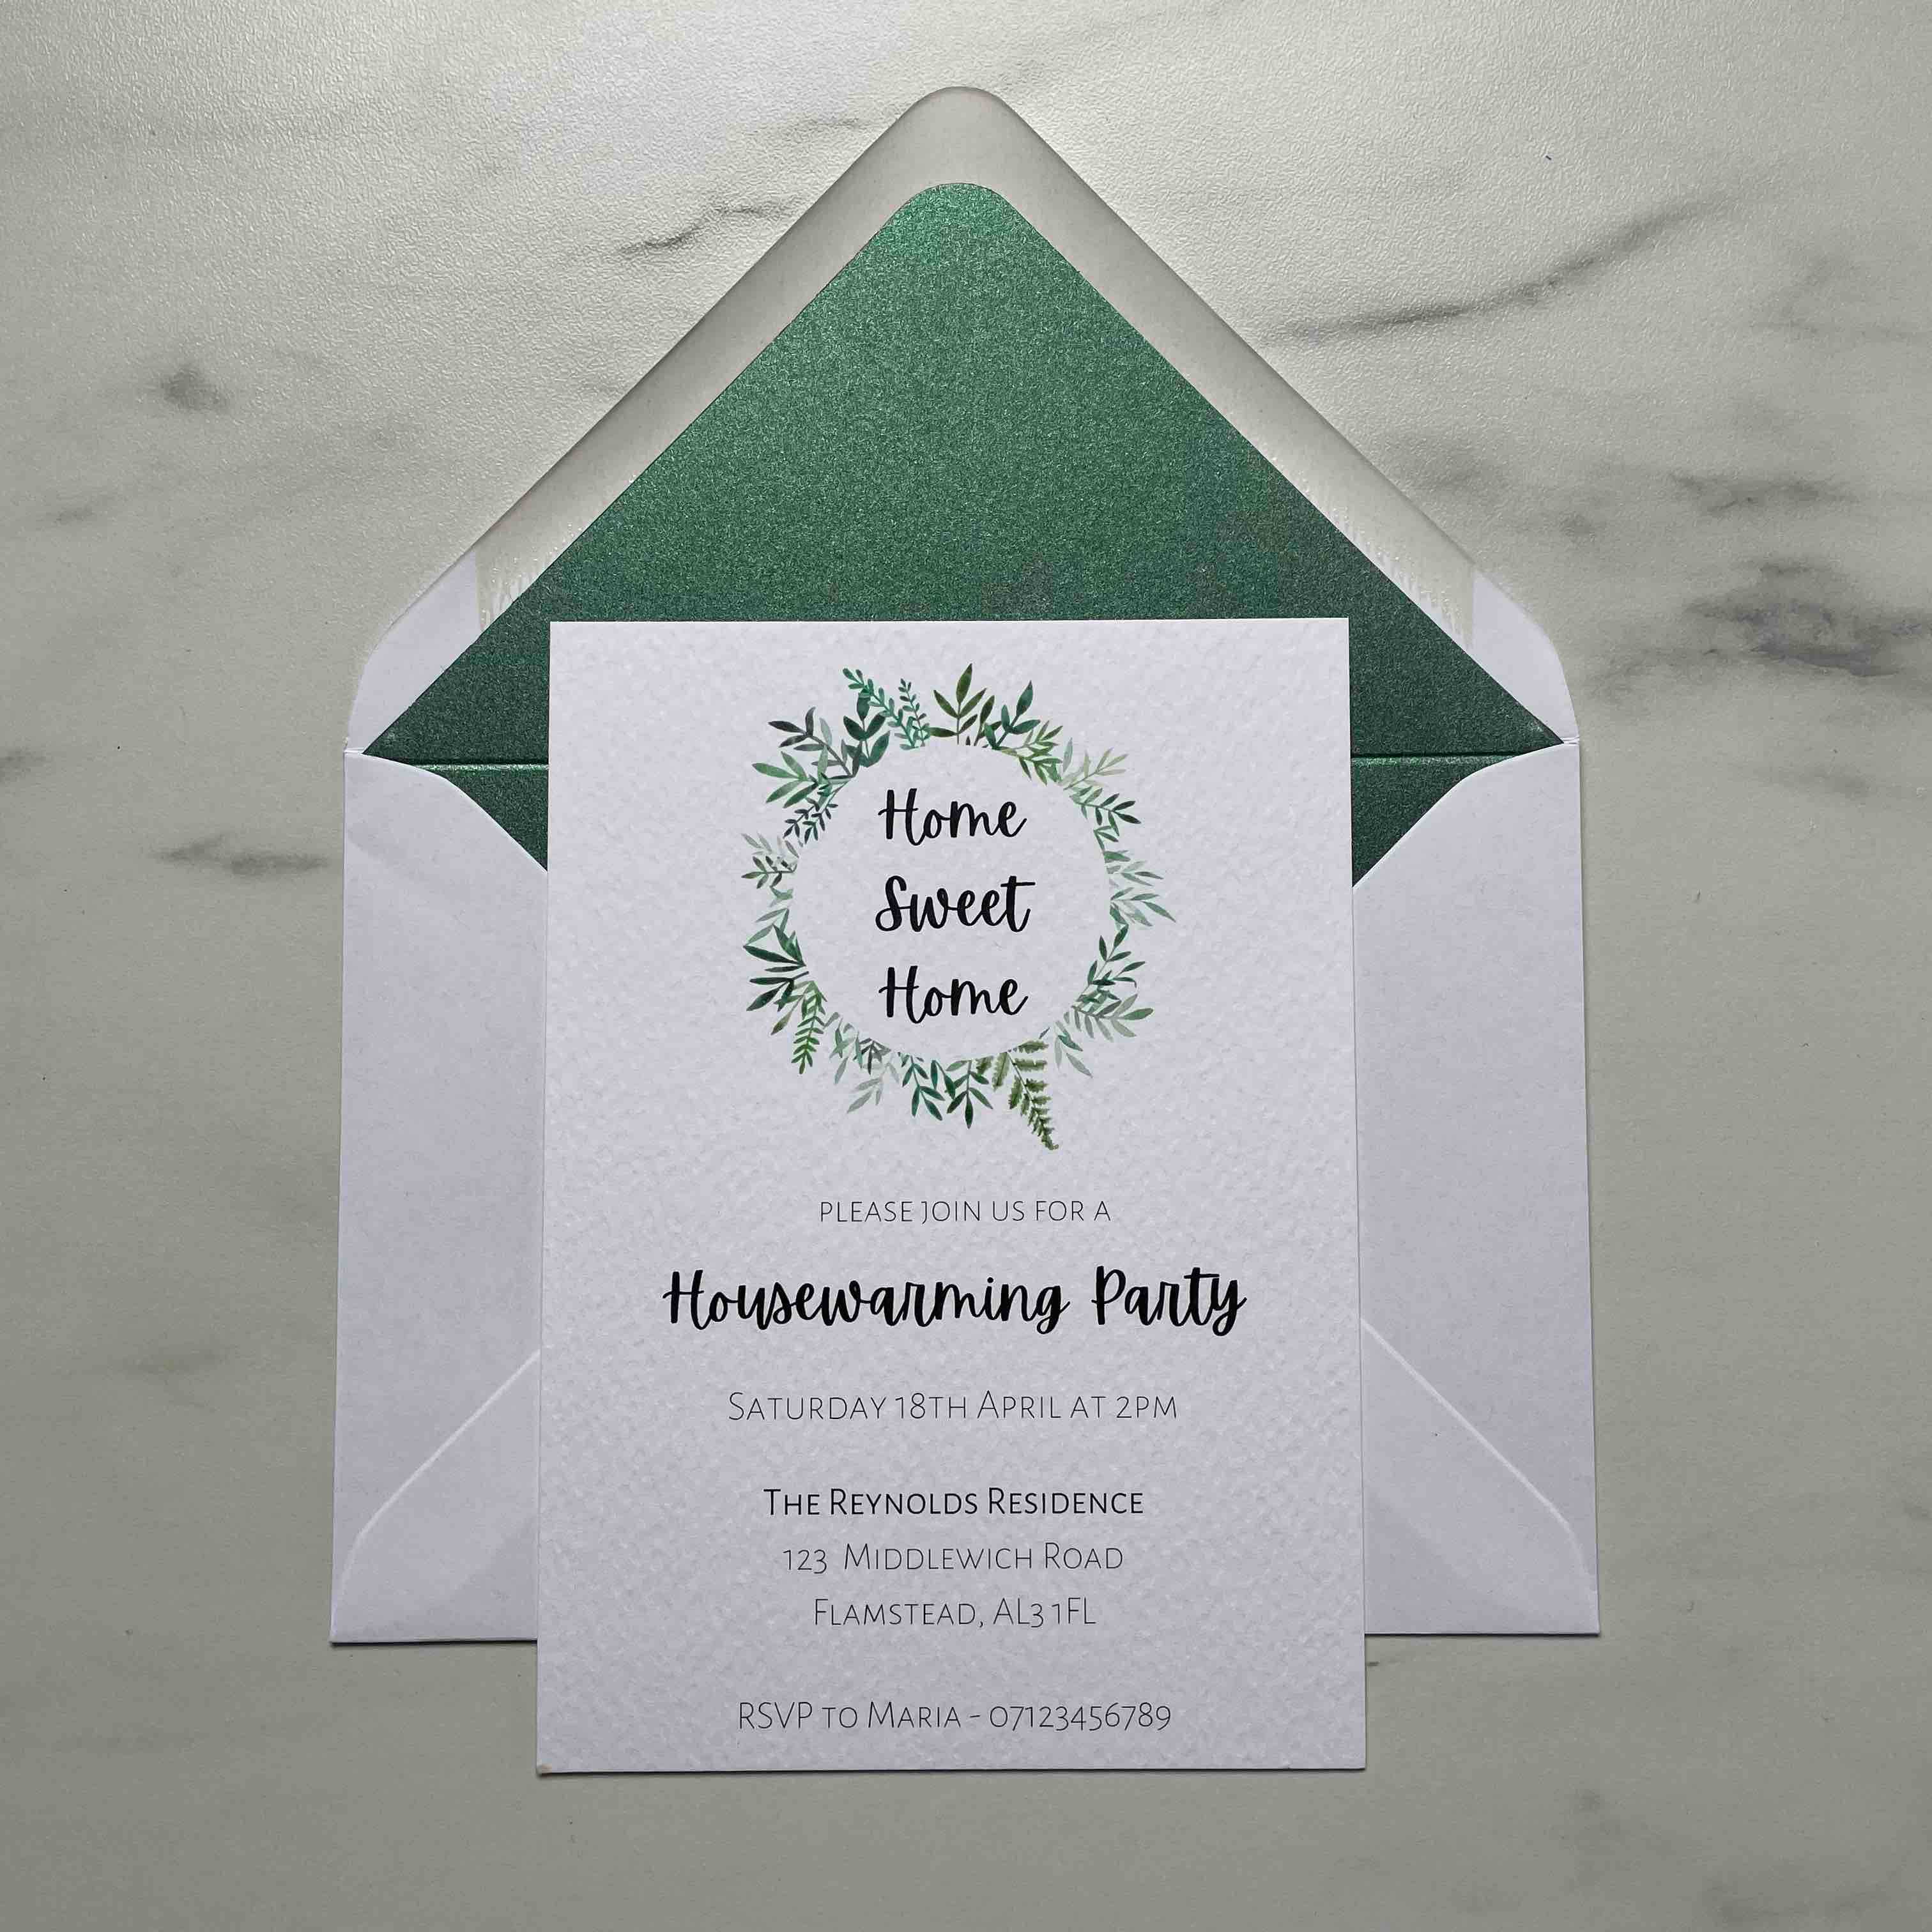 Home
Sweet
Home
PLEASE JOIN US FOR A
Housewarming Party
SATURDAY 18TH APRIL AT 2PM
THE REYNOLDS RESIDENCE
123 MIDDLEWICH ROAD
FLAMSTEAD, AL3 1FL
RSVP TO MARIA - 07123456789